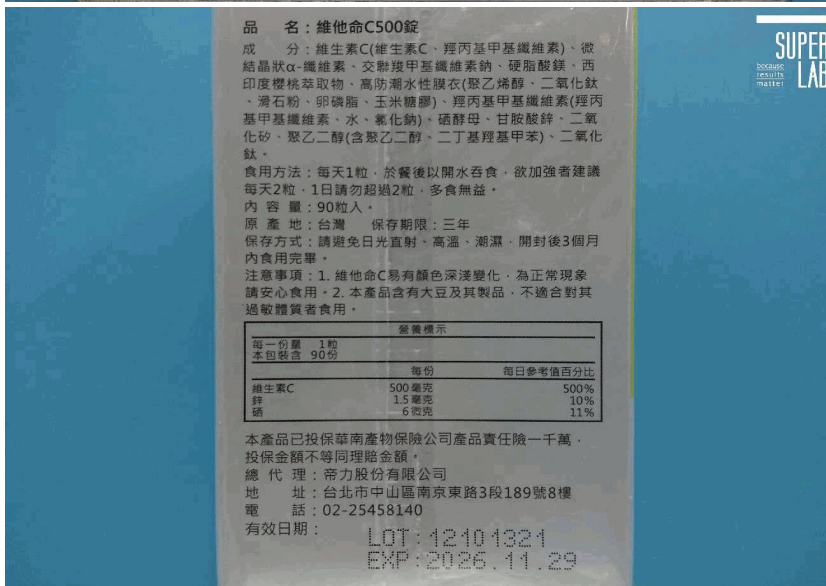 SUPER
because
results
matter
LAB
品　名：維他命C500錠
成　分：維生素C(維生素C、羥丙基甲基纖維素)、微
結晶狀α-纖維素、交聯羧甲基纖維素鈉、硬脂酸鎂、西
印度櫻桃萃取物、高防潮水性膜衣(聚乙烯醇、二氧化鈦
、滑石粉、卵磷脂、玉米糖膠)、羥丙基甲基纖維素(羥丙
基甲基纖維素、水、氯化鈉)、硒酵母、甘胺酸鋅、二氧
化矽、聚乙二醇(含聚乙二醇、二丁基羥基甲苯)、二氧化
鈦。
食用方法：每天1粒，於餐後以開水吞食，欲加強者建議
每天2粒，1日請勿超過2粒，多食無益。
內 容 量：90粒入。
原 產 地：台灣　保存期限：三年
保存方式：請避免日光直射、高溫、潮濕，開封後3個月
內食用完畢。
注意事項：1. 維他命C易有顏色深淺變化，為正常現象
請安心食用。2. 本產品含有大豆及其製品，不適合對其
過敏體質者食用。
營養標示
每一份量 1粒
本包裝含 90份
每份 每日參考值百分比
維生素C 500毫克 500%
鋅 1.5毫克 10%
硒 6微克 11%
本產品已投保華南產物保險公司產品責任險一千萬，
投保金額不等同理賠金額。
總 代 理：帝力股份有限公司
地　址：台北市中山區南京東路3段189號8樓
電　話：02-25458140
有效日期：
LOT:12101321
EXP:2026.11.29